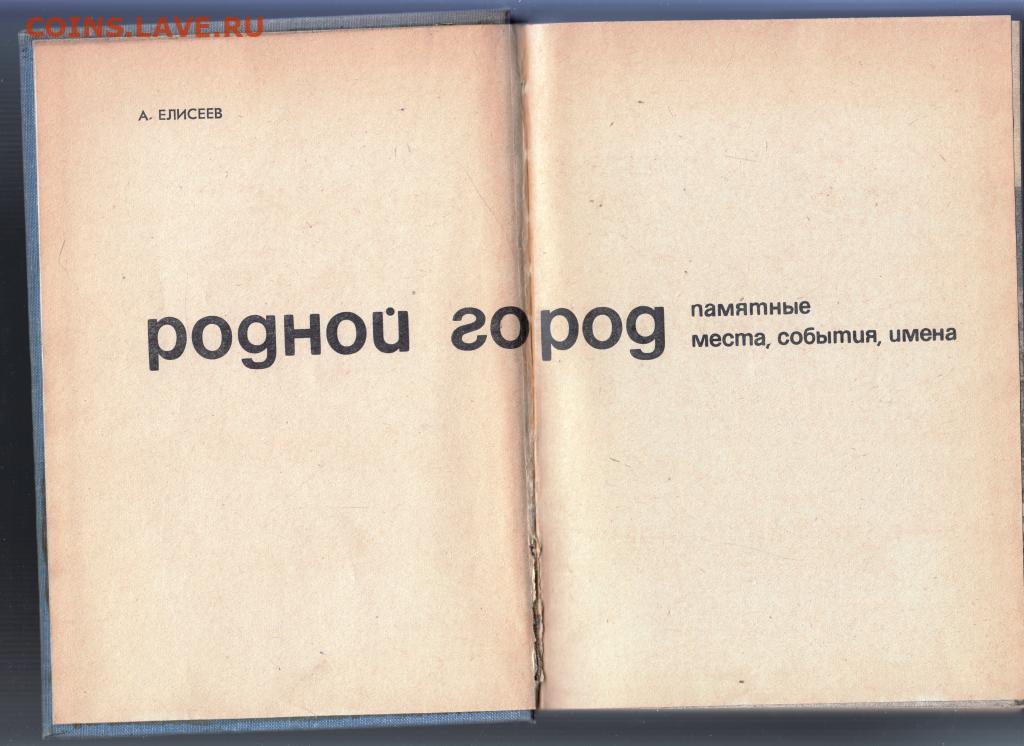 COINS.LAVE.RU
А. ЕЛИСЕЕВ
родной город
памятные
места, события, имена